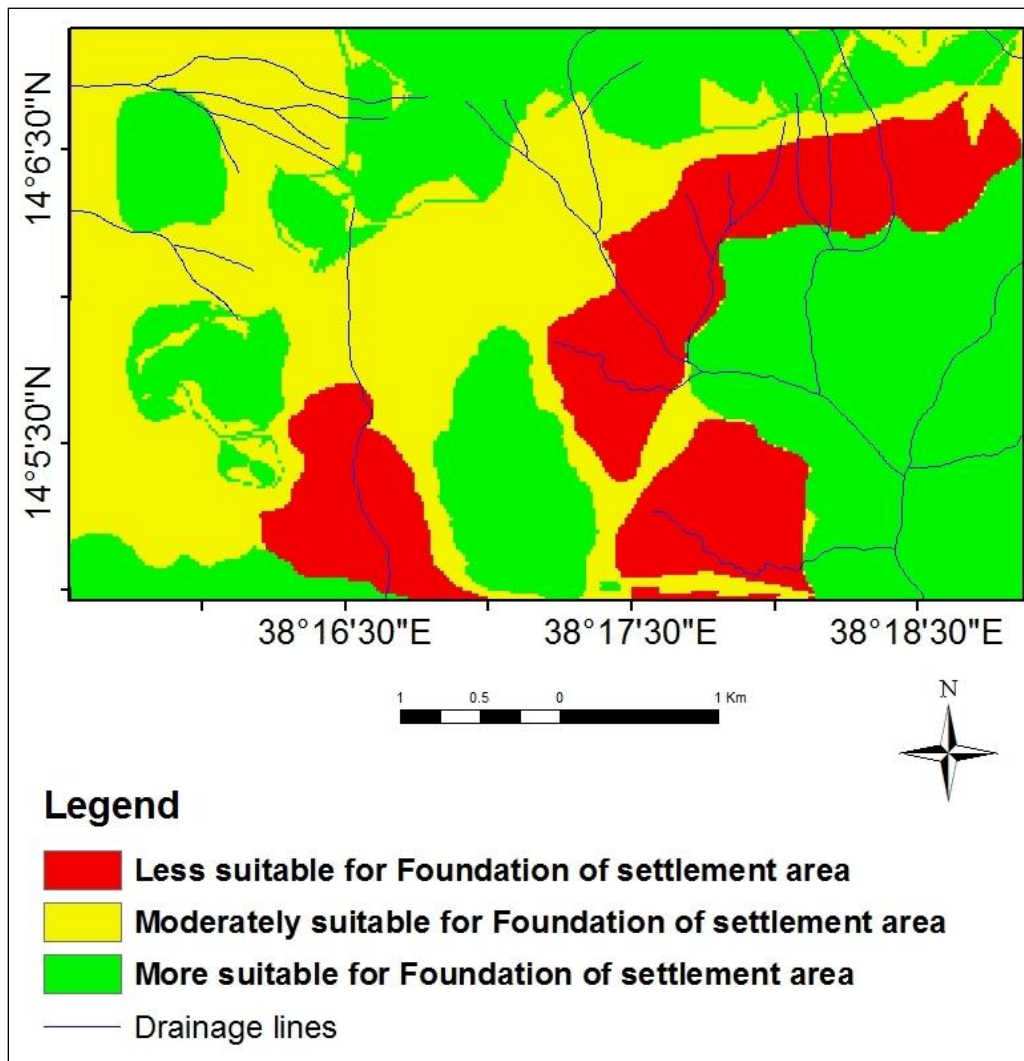 14°6'30"N
14°5'30"N
38°16'30"E 38°17'30"E 38°18'30"E
1 0.5 0 1 Km
N
Legend
Less suitable for Foundation of settlement area
Moderately suitable for Foundation of settlement area
More suitable for Foundation of settlement area
Drainage lines